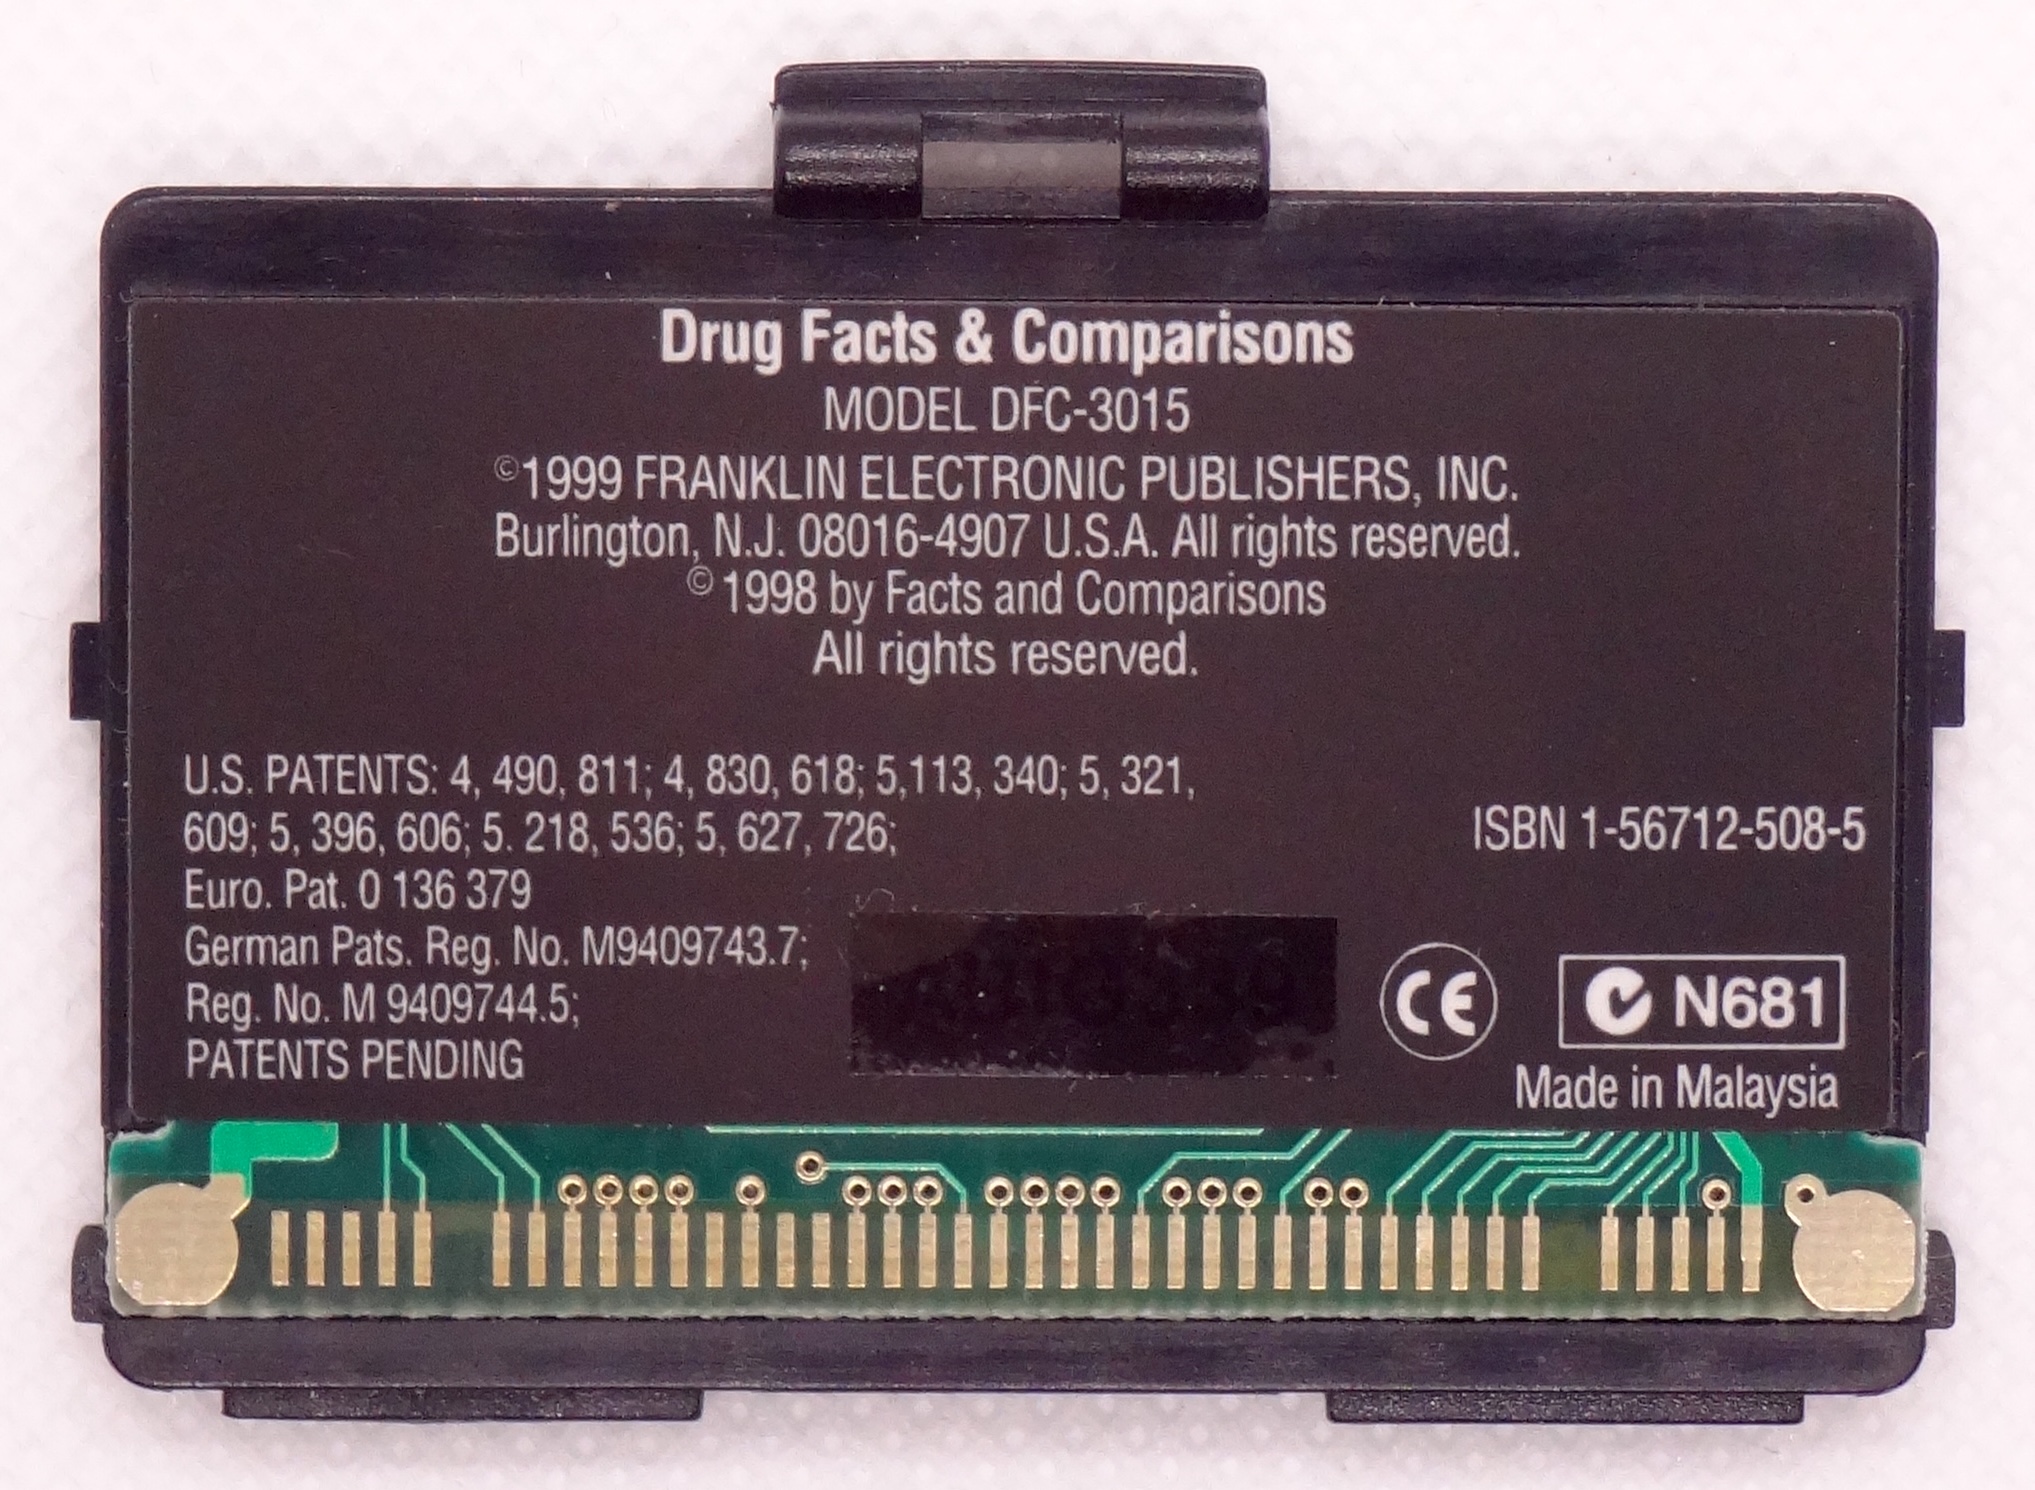 Drug Facts & Comparisons
MODEL DFC-3015
©1999 FRANKLIN ELECTRONIC PUBLISHERS, INC.
Burlington, N.J. 08016-4907 U.S.A. All rights reserved.
© 1998 by Facts and Comparisons
All rights reserved.
U.S. PATENTS: 4, 490, 811; 4, 830, 618; 5,113, 340; 5, 321,
609; 5, 396, 606; 5. 218, 536; 5, 627, 726;
ISBN 1-56712-508-5
Euro. Pat. 0 136 379
German Pats. Reg. No. M9409743.7;
Reg. No. M 9409744.5;
PATENTS PENDING
CE
N681
Made in Malaysia